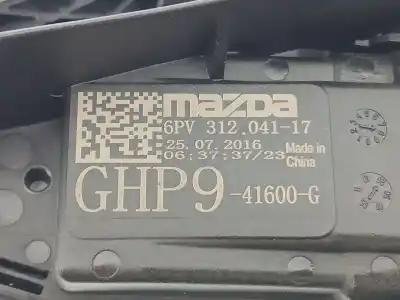 mazda
6PV 312.041-17
25.07.2016
06:37:37/23
Made in
China
GHP9 -41600-G